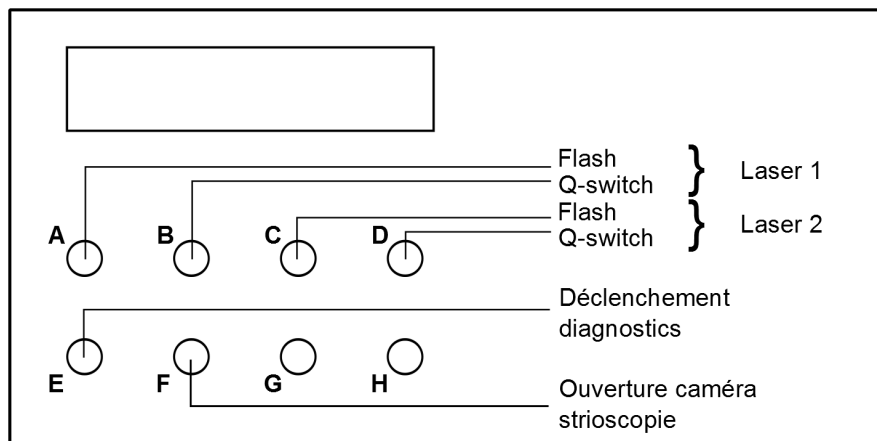 Flash
Q-switch
Laser 1
Flash
Q-switch
Laser 2
A B C D
Déclenchement
diagnostics
E F G H
Ouverture caméra
strioscopie